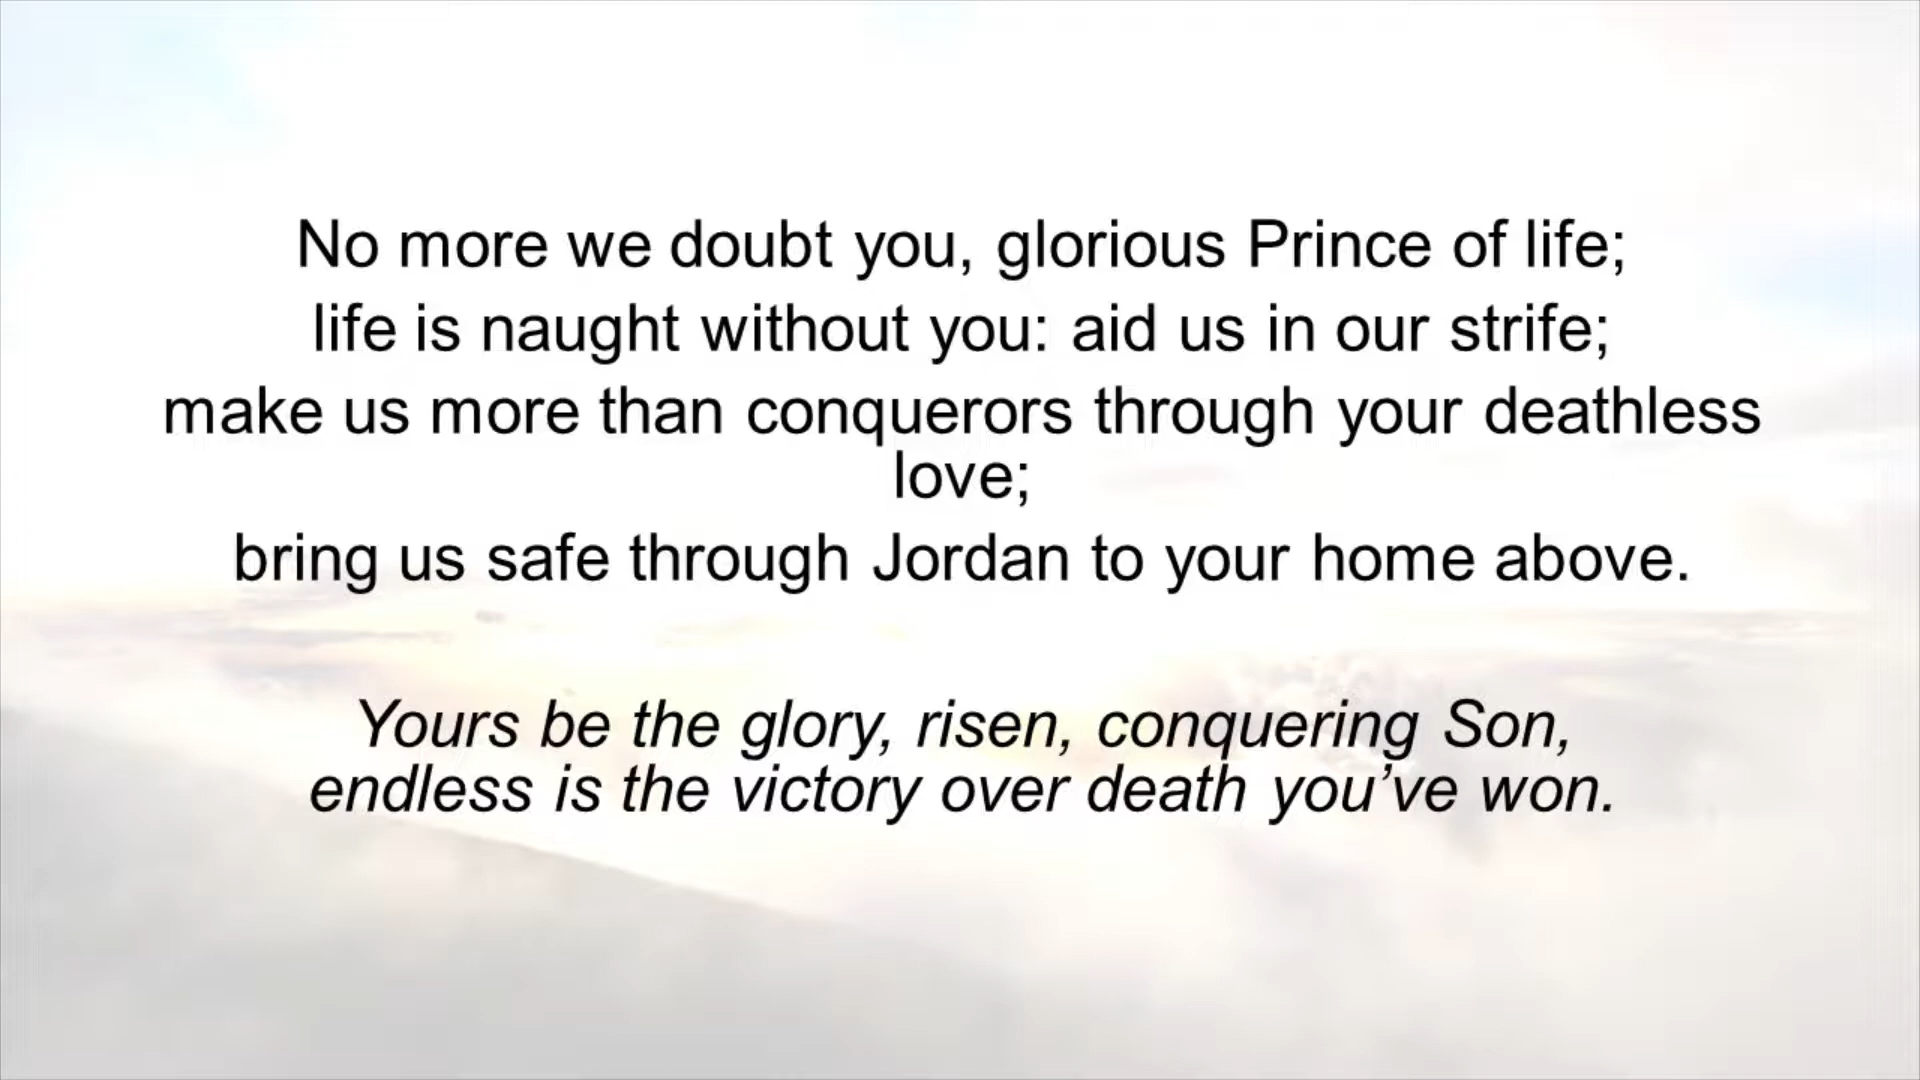 No more we doubt you, glorious Prince of life;
life is naught without you: aid us in our strife;
make us more than conquerors through your deathless
love;
bring us safe through Jordan to your home above.
Yours be the glory, risen, conquering Son,
endless is the victory over death you’ve won.